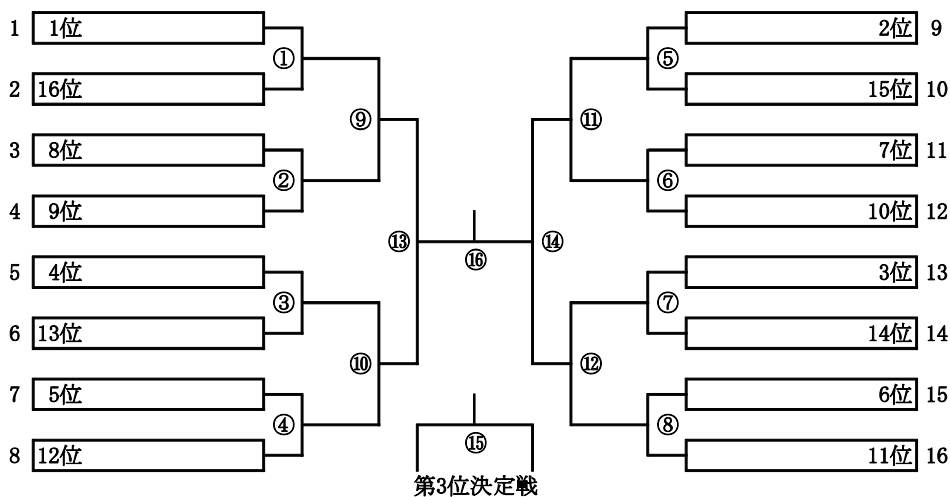 1 1位 ① 2位 9
2 16位 ⑤ 15位 10
⑨ ⑪
3 8位 ② 7位 11
4 9位 ⑥ 10位 12
⑬ ⑯ ⑭
5 4位 ③ 3位 13
6 13位 ⑦ 14位 14
⑩ ⑫
7 5位 ④ 6位 15
8 12位 ⑧ 11位 16
⑮
第3位決定戦